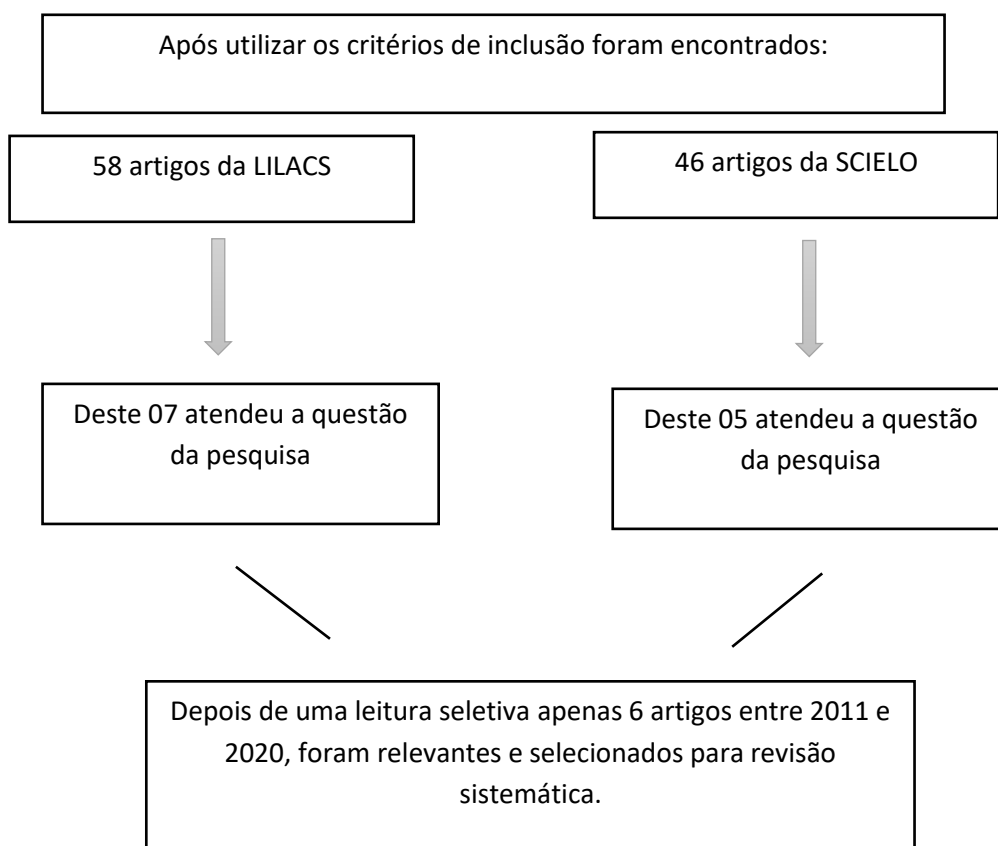 Após utilizar os critérios de inclusão foram encontrados:
58 artigos da LILACS
46 artigos da SCIELO
Deste 07 atendeu a questão
da pesquisa
Deste 05 atendeu a questão
da pesquisa
Depois de uma leitura seletiva apenas 6 artigos entre 2011 e
2020, foram relevantes e selecionados para revisão
sistemática.